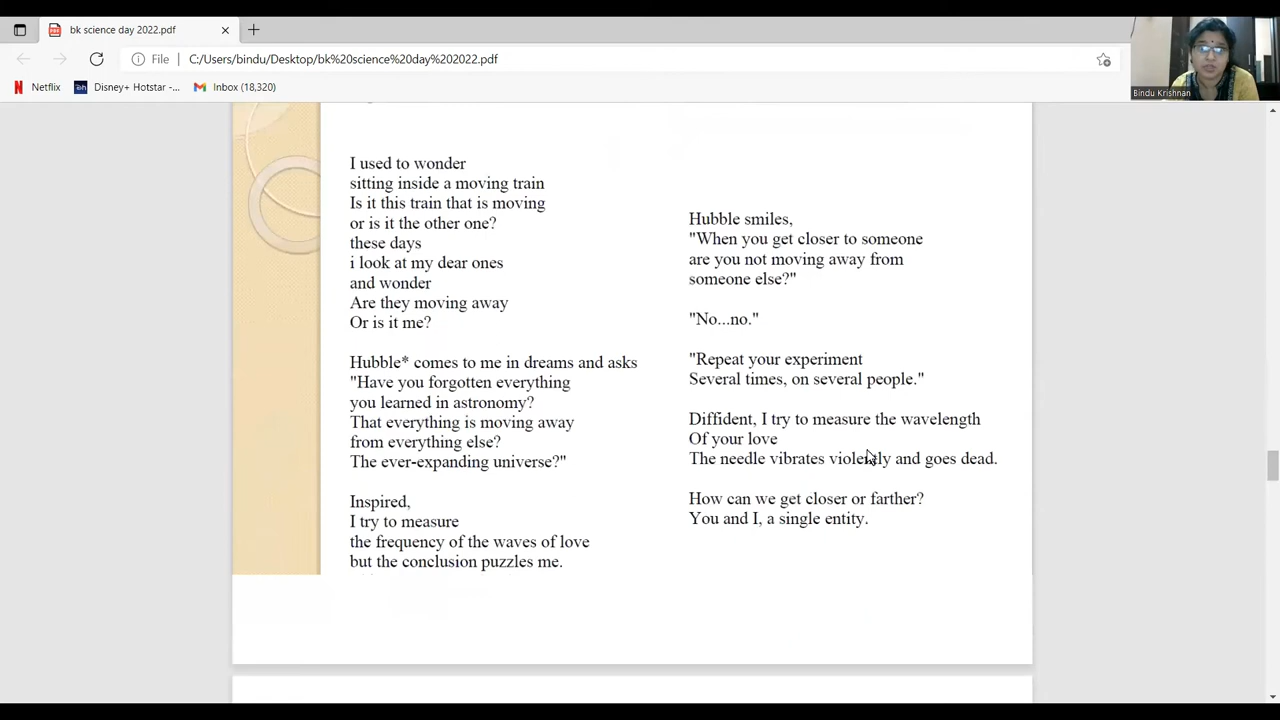 bk science day 2022.pdf
File
C:/Users/bindu/Desktop/bk%20science%20day%202022.pdf
Netflix
Disney+ Hotstar -...
Inbox (18,320)
Bindu Krishnan
I used to wonder
sitting inside a moving train
Is it this train that is moving
or is it the other one?
these days
i look at my dear ones
and wonder
Are they moving away
Or is it me?
Hubble* comes to me in dreams and asks
"Have you forgotten everything
you learned in astronomy?
That everything is moving away
from everything else?
The ever-expanding universe?"
Inspired,
I try to measure
the frequency of the waves of love
but the conclusion puzzles me.
Hubble smiles,
"When you get closer to someone
are you not moving away from
someone else?"
"No...no."
"Repeat your experiment
Several times, on several people."
Diffident, I try to measure the wavelength
Of your love
The needle vibrates violently and goes dead.
How can we get closer or farther?
You and I, a single entity.